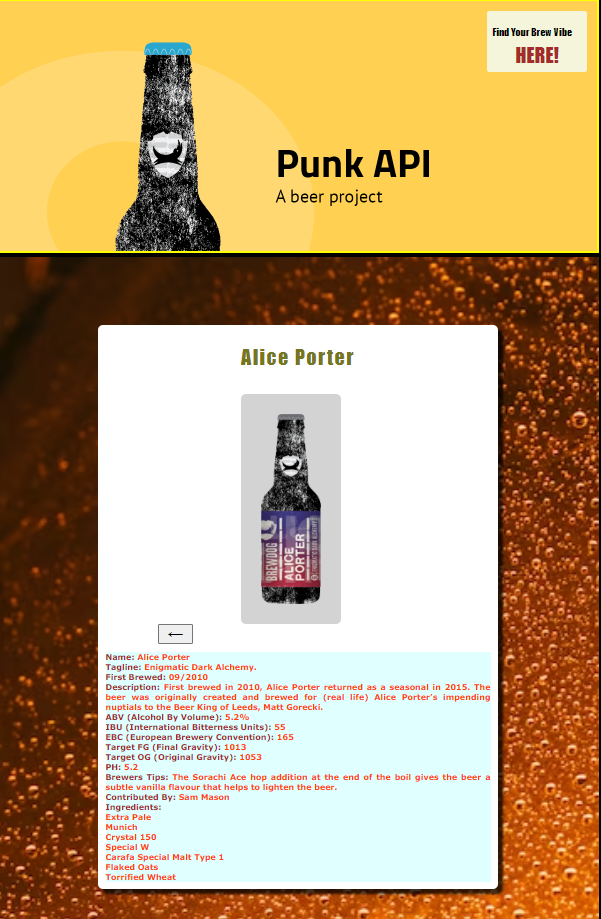 Find Your Brew Vibe
HERE!
Punk API
A beer project
Alice Porter
BREWDOG
ALICE
PORTER
←
Name: Alice Porter
Tagline: Enigmatic Dark Alchemy.
First Brewed: 09/2010
Description: First brewed in 2010, Alice Porter returned as a seasonal in 2015. The
beer was originally created and brewed for (real life) Alice Porter's impending
nuptials to the Beer King of Leeds, Matt Gorecki.
ABV (Alcohol By Volume): 5.2%
IBU (International Bitterness Units): 55
EBC (European Brewery Convention): 165
Target FG (Final Gravity): 1013
Target OG (Original Gravity): 1053
PH: 5.2
Brewers Tips: The Sorachi Ace hop addition at the end of the boil gives the beer a
subtle vanilla flavour that helps to lighten the beer.
Contributed By: Sam Mason
Ingredients:
Extra Pale
Munich
Crystal 150
Special W
Carafa Special Malt Type 1
Flaked Oats
Torrified Wheat